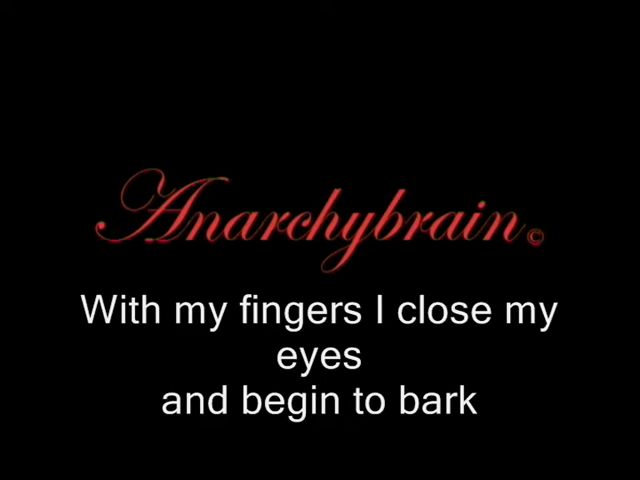 Anarchybrain©
With my fingers I close my
eyes
and begin to bark